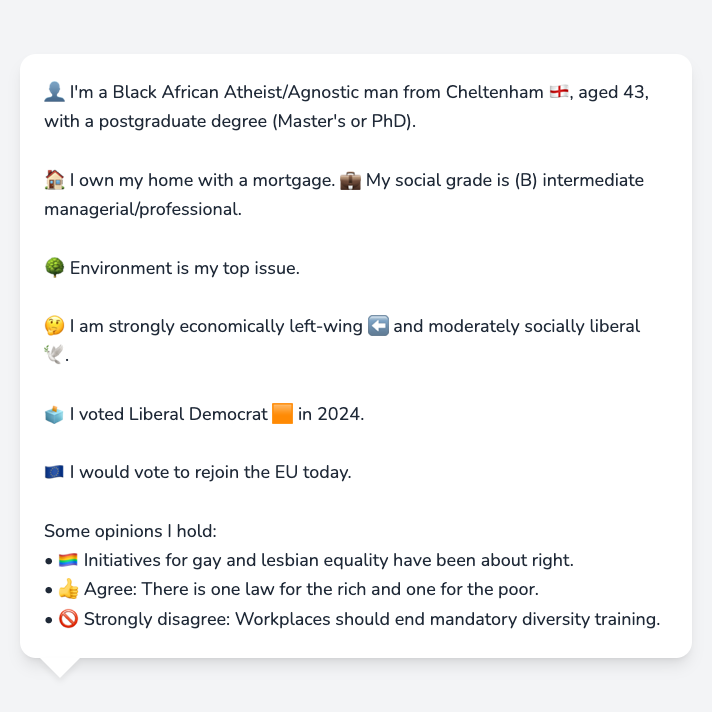 👤 I'm a Black African Atheist/Agnostic man from Cheltenham 🏴󠁧󠁢󠁥󠁮󠁧󠁿, aged 43,
with a postgraduate degree (Master's or PhD).
🏠 I own my home with a mortgage. 💼 My social grade is (B) intermediate
managerial/professional.
🌳 Environment is my top issue.
🤔 I am strongly economically left-wing ⬅️ and moderately socially liberal
🕊️.
🗳️ I voted Liberal Democrat 🟧 in 2024.
🇪🇺 I would vote to rejoin the EU today.
Some opinions I hold:
• 🏳️‍🌈 Initiatives for gay and lesbian equality have been about right.
• 👍 Agree: There is one law for the rich and one for the poor.
• 🚫 Strongly disagree: Workplaces should end mandatory diversity training.